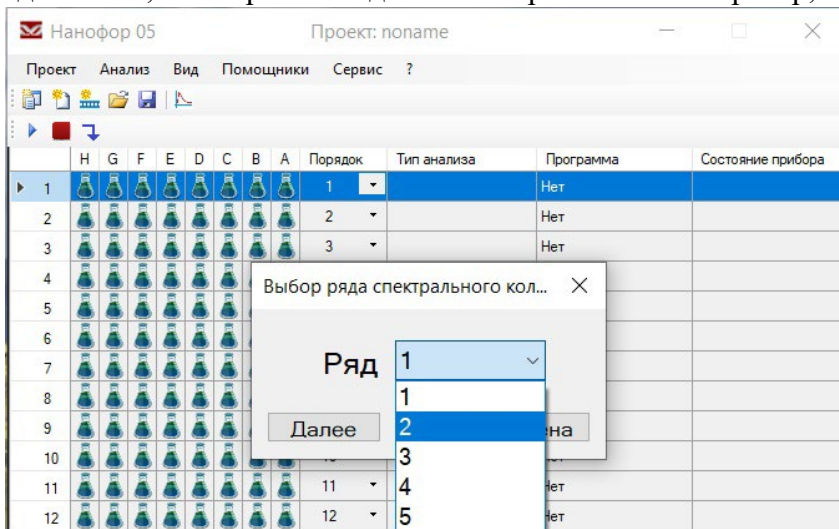 Нанофор 05 Проект: noname
Проект Анализ Вид Помощники Сервис ?
H G F E D C B A Порядок Тип анализа Программа Состояние прибора
1 1 Нет
2 2 Нет
3 3 Нет
4
Выбор ряда спектрального кол...
5
6
7
Ряд 1
8
1
9
Далее 2
10
3
11 11 4 Нет
12 12 5 Нет